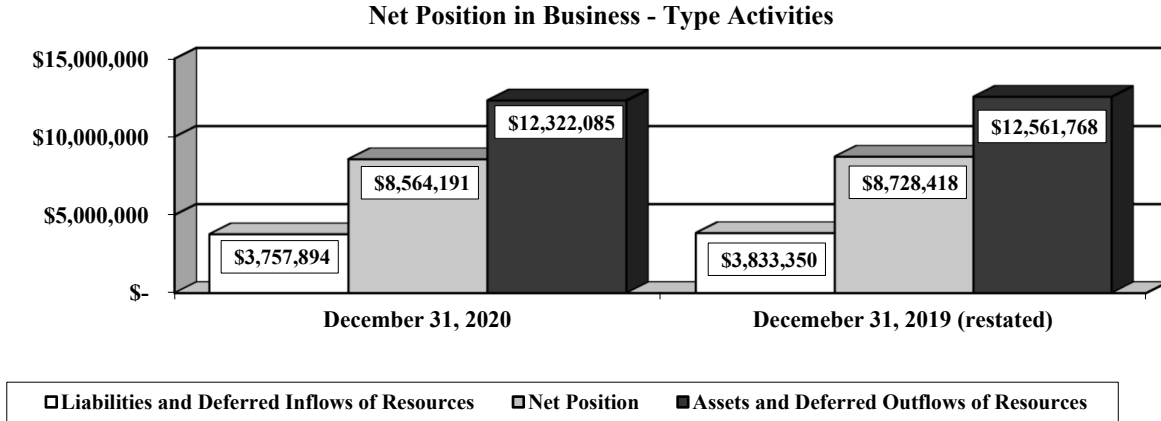 Net Position in Business - Type Activities
$15,000,000
$10,000,000
$5,000,000
$-
$3,757,894
$8,564,191
$12,322,085
$3,833,350
$8,728,418
$12,561,768
December 31, 2020
Decemeber 31, 2019 (restated)
Liabilities and Deferred Inflows of Resources
Net Position
Assets and Deferred Outflows of Resources